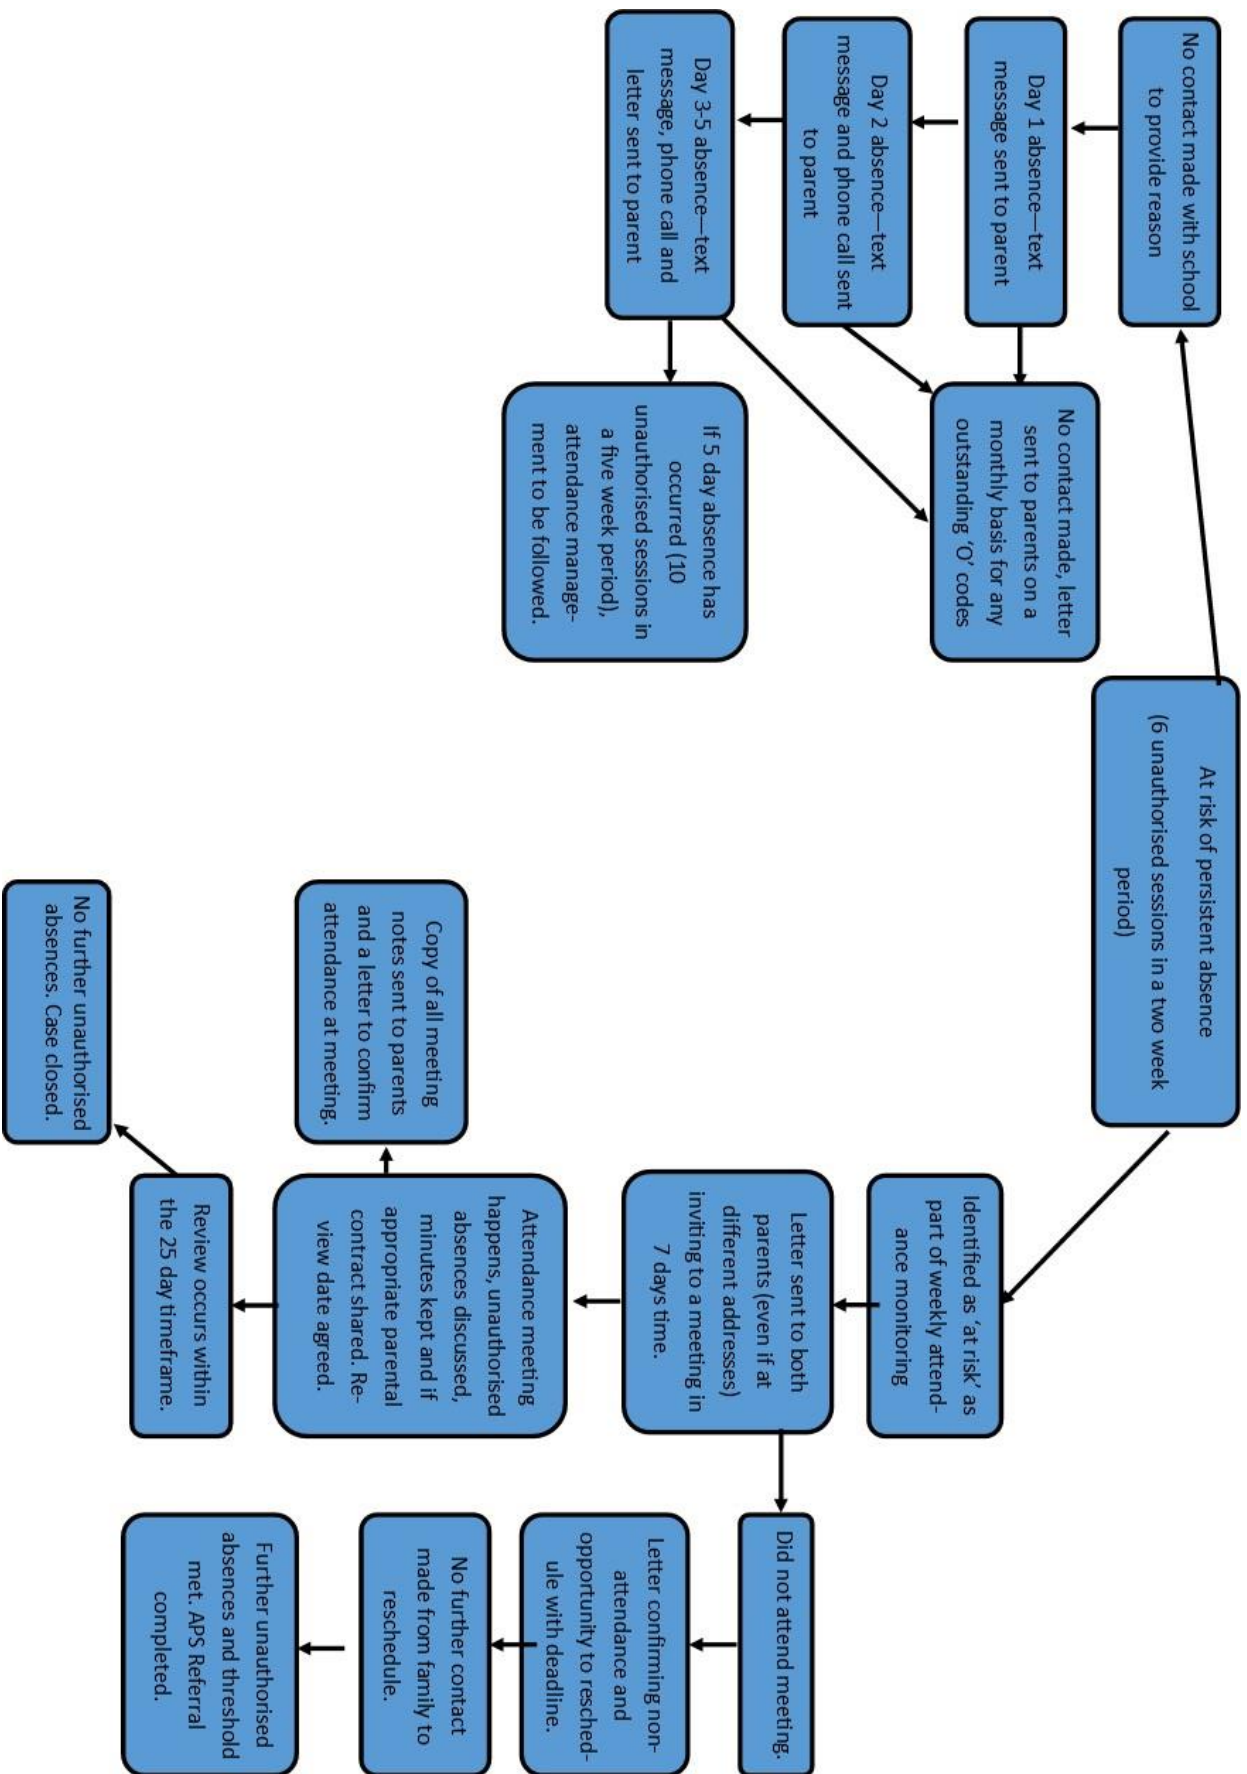 At risk of persistent absence
(6 unauthorised sessions in a two week
period)
No contact made with school
to provide reason
Day 1 absence—text
message sent to parent
Day 2 absence—text
message and phone call sent
to parent
Day 3-5 absence—text
message, phone call and
letter sent to parent
No contact made, letter
sent to parents on a
monthly basis for any
outstanding ‘O’ codes
If 5 day absence has
occurred (10
unauthorised sessions in
a five week period),
attendance manage-
ment to be followed.
Identified as ‘at risk’ as
part of weekly attend-
ance monitoring
Letter sent to both
parents (even if at
different addresses)
inviting to a meeting in
7 days time.
Attendance meeting
happens, unauthorised
absences discussed,
minutes kept and if
appropriate parental
contract shared. Re-
view date agreed.
Copy of all meeting
notes sent to parents
and a letter to confirm
attendance at meeting.
Review occurs within
the 25 day timeframe.
No further unauthorised
absences. Case closed.
Did not attend meeting.
Letter confirming non-
attendance and
opportunity to resched-
ule with deadline.
No further contact
made from family to
reschedule.
Further unauthorised
absences and threshold
met. APS Referral
completed.